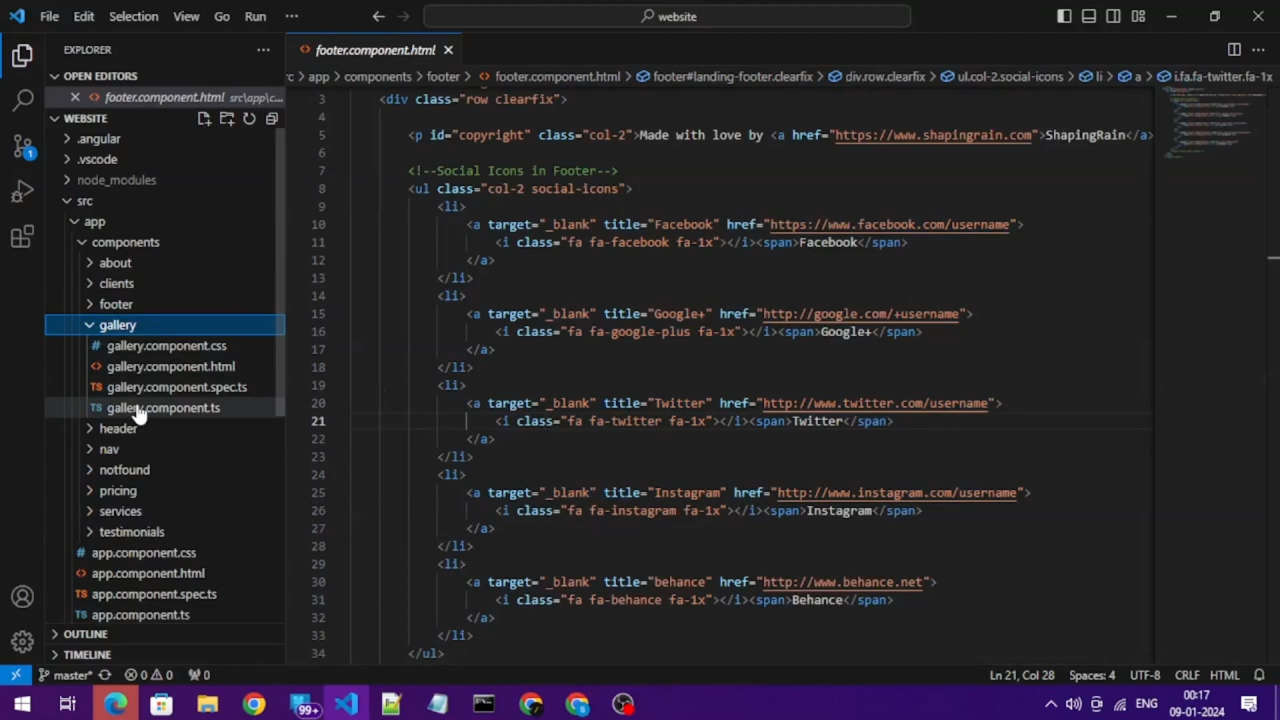 File Edit Selection View Go Run ··· website
EXPLORER ···
OPEN EDITORS
footer.component.html src\app\c...
WEBSITE
.angular
.vscode
node_modules
src
app
components
about
clients
footer
gallery
# gallery.component.css
<> gallery.component.html
TS gallery.component.spec.ts
TS gallery.component.ts
header
nav
notfound
pricing
services
testimonials
# app.component.css
<> app.component.html
TS app.component.spec.ts
TS app.component.ts
OUTLINE
TIMELINE
<> footer.component.html
rc > app > components > footer > <> footer.component.html > footer#landing-footer.clearfix > div.row.clearfix > ul.col-2.social-icons > li > a > i.fa.fa-twitter.fa-1x
3 <div class="row clearfix">
4
5 <p id="copyright" class="col-2">Made with love by <a href="https://www.shapingrain.com">ShapingRain</a>
6
7 <!--Social Icons in Footer-->
8 <ul class="col-2 social-icons">
9 <li>
10 <a target="_blank" title="Facebook" href="https://www.facebook.com/username">
11 <i class="fa fa-facebook fa-1x"></i><span>Facebook</span>
12 </a>
13 </li>
14 <li>
15 <a target="_blank" title="Google+" href="http://google.com/+username">
16 <i class="fa fa-google-plus fa-1x"></i><span>Google+</span>
17 </a>
18 </li>
19 <li>
20 <a target="_blank" title="Twitter" href="http://www.twitter.com/username">
21 <i class="fa fa-twitter fa-1x"></i><span>Twitter</span>
22 </a>
23 </li>
24 <li>
25 <a target="_blank" title="Instagram" href="http://www.instagram.com/username">
26 <i class="fa fa-instagram fa-1x"></i><span>Instagram</span>
27 </a>
28 </li>
29 <li>
30 <a target="_blank" title="behance" href="http://www.behance.net">
31 <i class="fa fa-behance fa-1x"></i><span>Behance</span>
32 </a>
33 </li>
34 </ul>
master* 0 0 0 Ln 21, Col 28 Spaces: 4 UTF-8 CRLF HTML
99+ ENG 00:17
09-01-2024